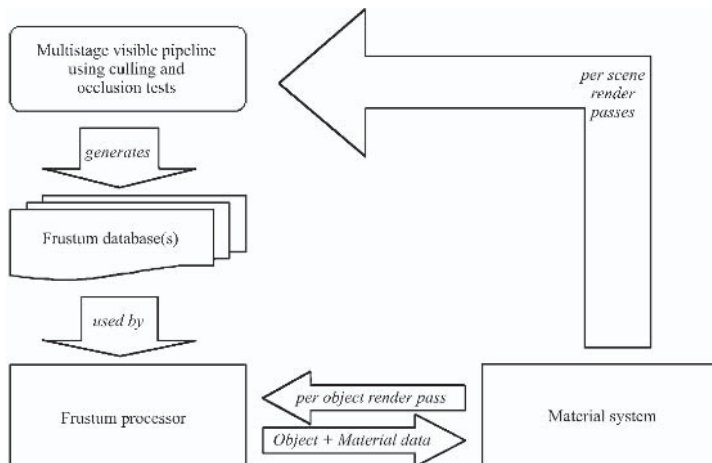 Multistage visible pipeline
using culling and
occlusion tests
per scene
render
passes
generates
Frustum database(s)
used by
per object render pass
Frustum processor
Material system
Object + Material data